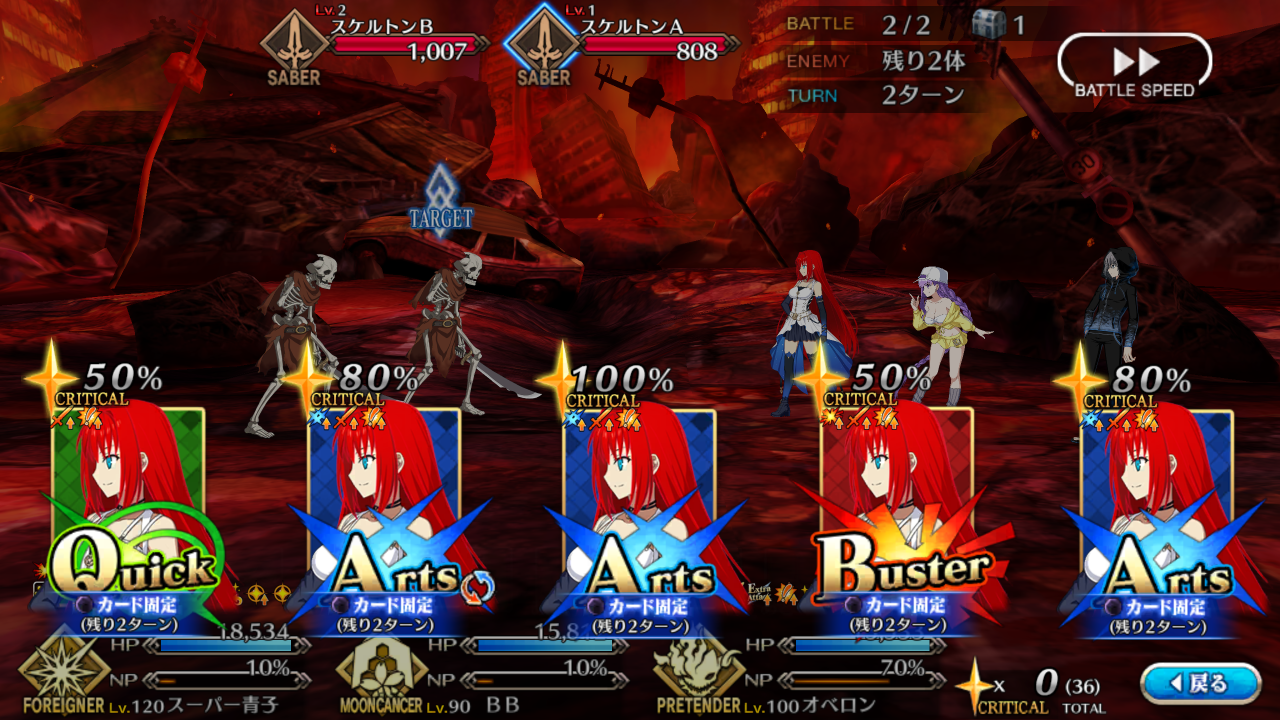 Lv.2
スケルトンB
1,007
SABER
Lv.1
スケルトンA
808
SABER
BATTLE 2/2 1
ENEMY 残り2体
TURN 2ターン
BATTLE SPEED
TARGET
30
50%
CRITICAL
80%
CRITICAL
100%
CRITICAL
50%
CRITICAL
80%
CRITICAL
Quick
カード固定
(残り2ターン)
Arts
カード固定
(残り2ターン)
Arts
カード固定
(残り2ターン)
Buster
カード固定
(残り2ターン)
Arts
カード固定
(残り2ターン)
Extra
HP 18,534
NP 10%
FOREIGNER Lv.120 スーパー青子
HP
NP 10%
MOONCANCER Lv.90 BB
HP
NP 70%
PRETENDER Lv.100 オベロン
x 0 (36)
CRITICAL TOTAL
戻る